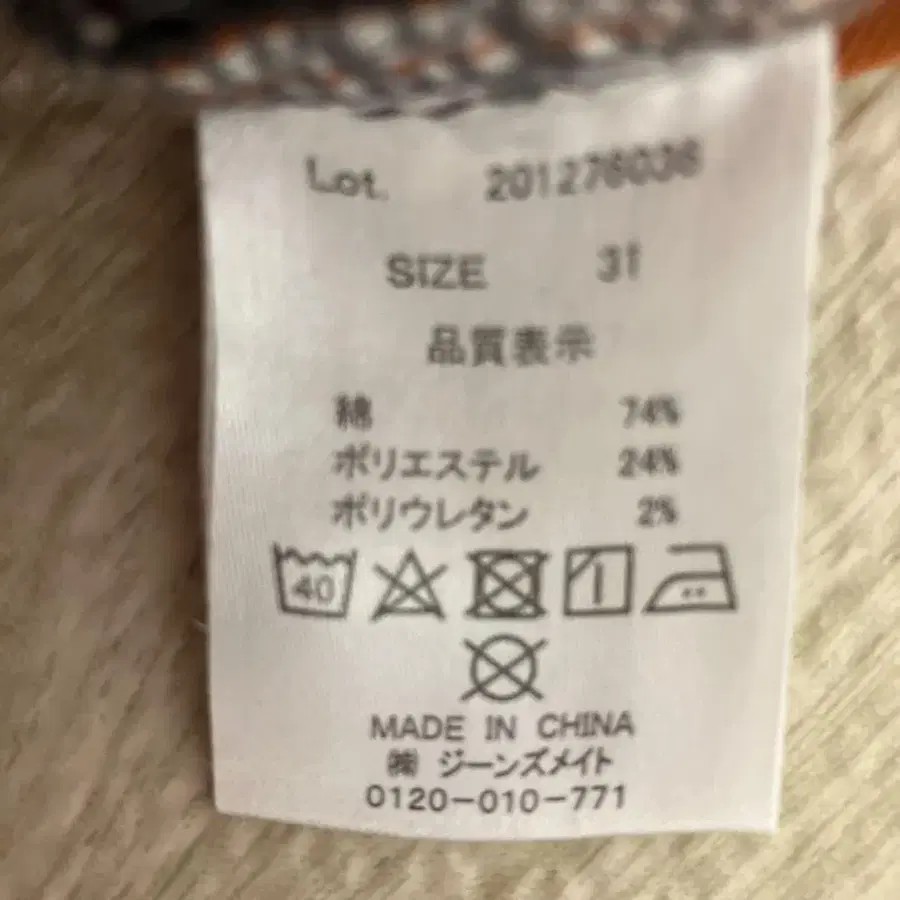 Lot. 201276036
SIZE 31
品質表示
綿 74%
ポリエステル 24%
ポリウレタン 2%
40
MADE IN CHINA
㈱ ジーンズメイト
0120-010-771